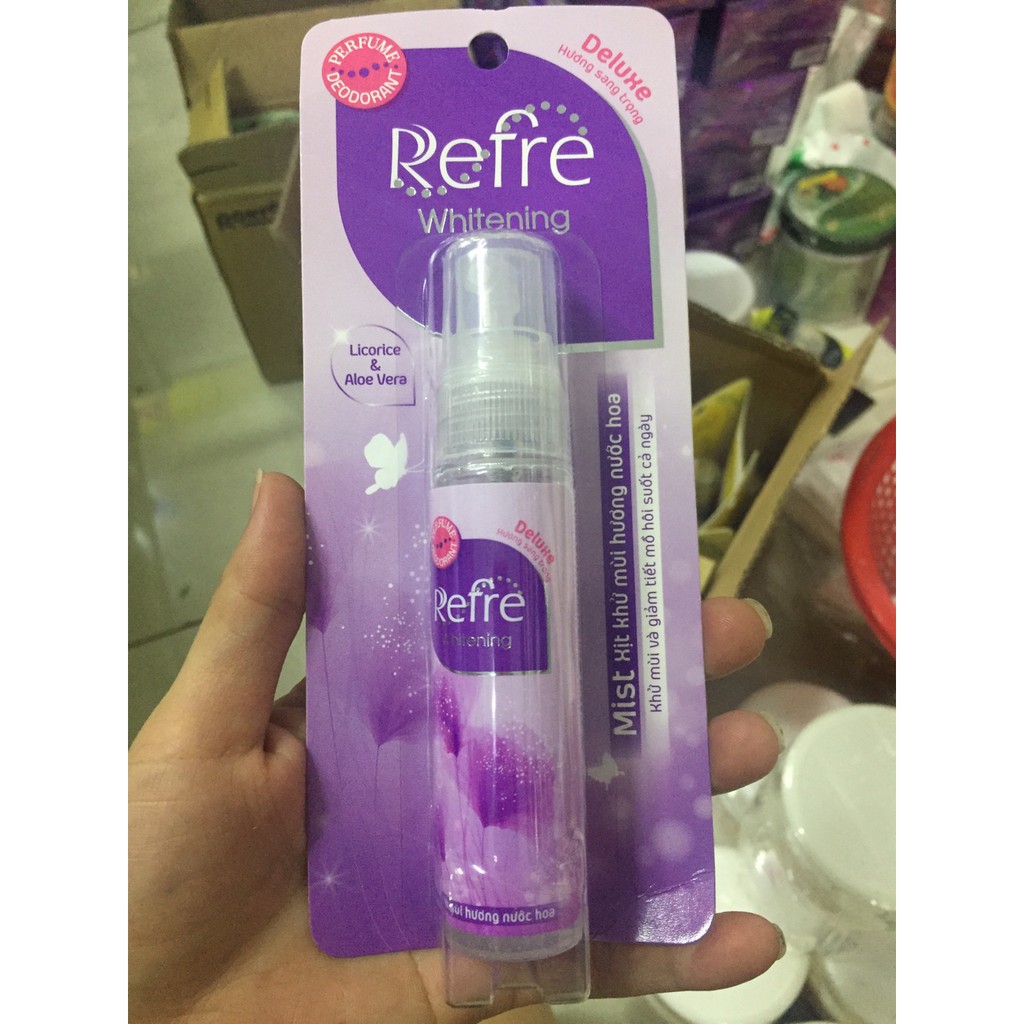 PERFUME
DEODORANT
Deluxe
Hương sang trọng
Refre
Whitening
Licorice
&
Aloe Vera
Mist xịt khử mùi hương nước hoa
Khử mùi và giảm tiết mồ hôi suốt cả ngày
PERFUME
DEODORANT
Deluxe
Hương sang trọng
Refre
Whitening
mùi hương nước hoa